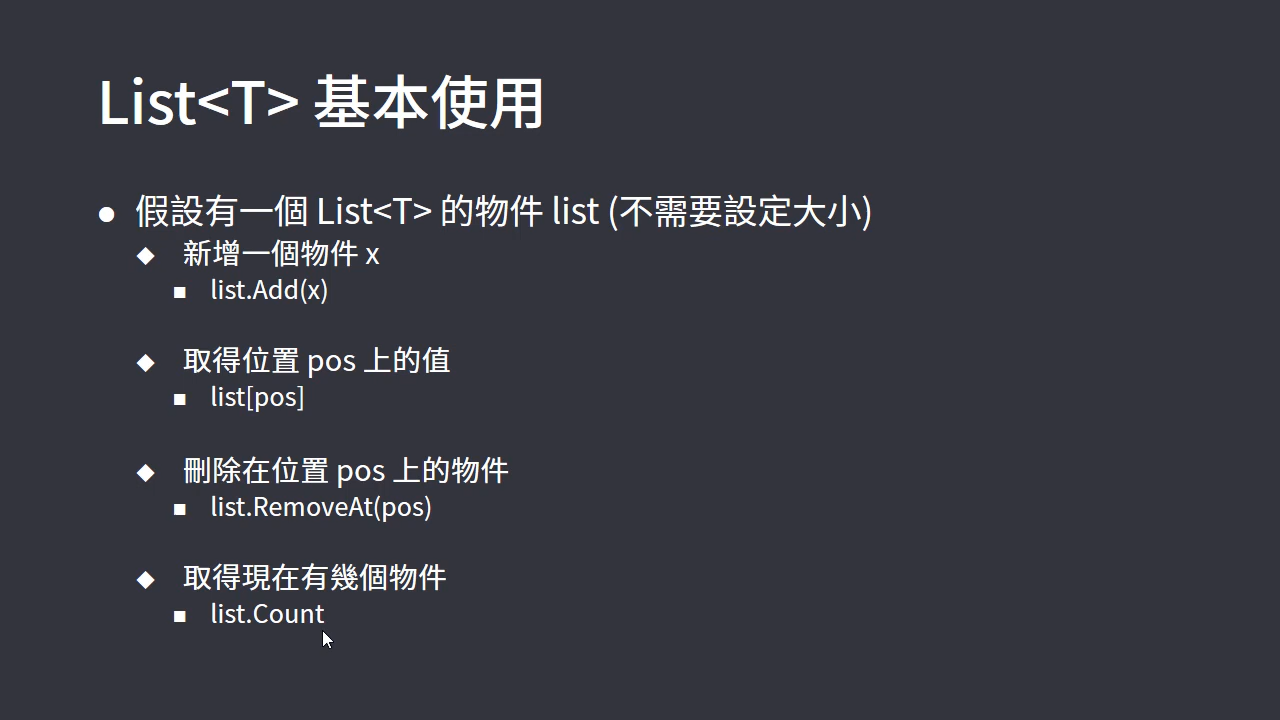 List<T> 基本使用
● 假設有一個 List<T> 的物件 list (不需要設定大小)
◆ 新增一個物件 x
■ list.Add(x)
◆ 取得位置 pos 上的值
■ list[pos]
◆ 刪除在位置 pos 上的物件
■ list.RemoveAt(pos)
◆ 取得現在有幾個物件
■ list.Count